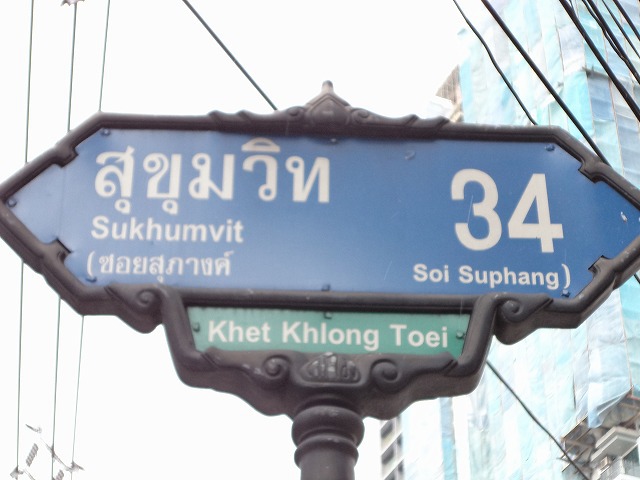 สุขุมวิท 34
Sukhumvit
(ซอยสุภางค์ Soi Suphang)
Khet Khlong Toei